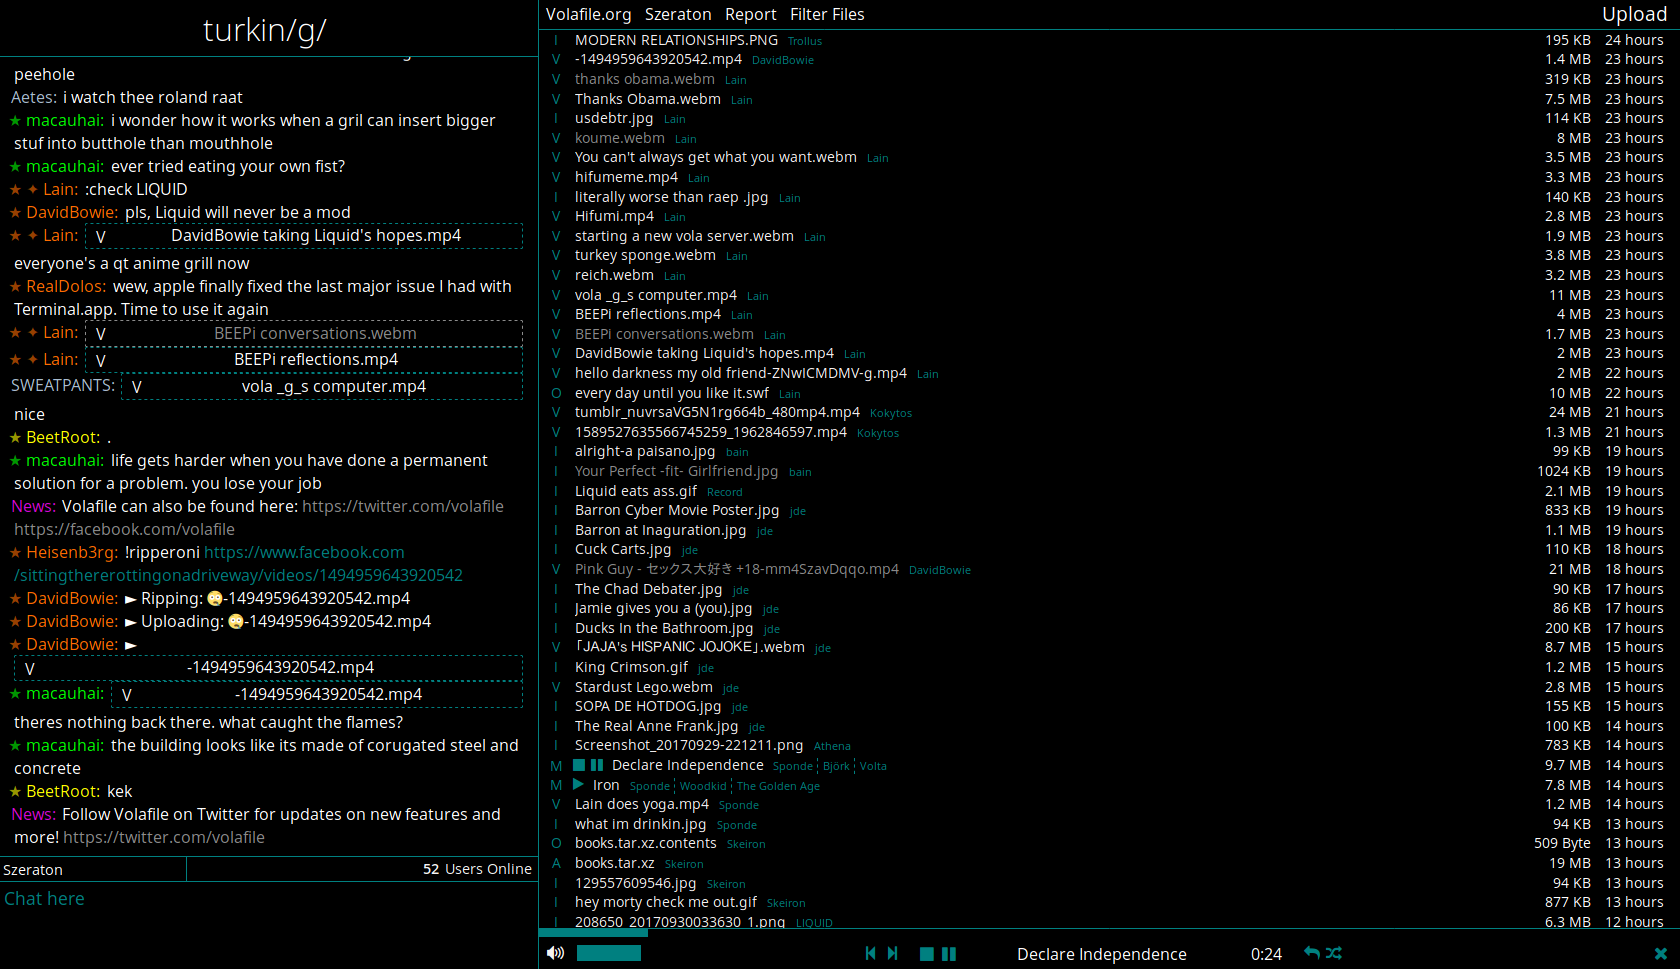 turkin/g/
peehole
Aetes: i watch thee roland raat
★ macauhai: i wonder how it works when a gril can insert bigger
stuf into butthole than mouthhole
★ macauhai: ever tried eating your own fist?
★ ✦ Lain: :check LIQUID
★ DavidBowie: pls, Liquid will never be a mod
★ ✦ Lain: V DavidBowie taking Liquid's hopes.mp4
everyone's a qt anime grill now
★ RealDolos: wew, apple finally fixed the last major issue I had with
Terminal.app. Time to use it again
★ ✦ Lain: V BEEPi conversations.webm
★ ✦ Lain: V BEEPi reflections.mp4
SWEATPANTS: V vola _g_s computer.mp4
nice
★ BeetRoot: .
★ macauhai: life gets harder when you have done a permanent
solution for a problem. you lose your job
News: Volafile can also be found here: https://twitter.com/volafile
https://facebook.com/volafile
★ Heisenb3rg: !ripperoni https://www.facebook.com
/sittingthererottingonadriveway/videos/1494959643920542
★ DavidBowie: ► Ripping: 😳-1494959643920542.mp4
★ DavidBowie: ► Uploading: 😳-1494959643920542.mp4
★ DavidBowie: ►
V -1494959643920542.mp4
★ macauhai: V -1494959643920542.mp4
theres nothing back there. what caught the flames?
★ macauhai: the building looks like its made of corugated steel and
concrete
★ BeetRoot: kek
News: Follow Volafile on Twitter for updates on new features and
more! https://twitter.com/volafile
Szeraton 52 Users Online
Chat here
Volafile.org Szeraton Report Filter Files Upload
I MODERN RELATIONSHIPS.PNG Trollus 195 KB 24 hours
V -1494959643920542.mp4 DavidBowie 1.4 MB 23 hours
V thanks obama.webm Lain 319 KB 23 hours
V Thanks Obama.webm Lain 7.5 MB 23 hours
I usdebtr.jpg Lain 114 KB 23 hours
V koume.webm Lain 8 MB 23 hours
V You can't always get what you want.webm Lain 3.5 MB 23 hours
V hifumeme.mp4 Lain 3.3 MB 23 hours
I literally worse than raep .jpg Lain 140 KB 23 hours
V Hifumi.mp4 Lain 2.8 MB 23 hours
V starting a new vola server.webm Lain 1.9 MB 23 hours
V turkey sponge.webm Lain 3.8 MB 23 hours
V reich.webm Lain 3.2 MB 23 hours
V vola _g_s computer.mp4 Lain 11 MB 23 hours
V BEEPi reflections.mp4 Lain 4 MB 23 hours
V BEEPi conversations.webm Lain 1.7 MB 23 hours
V DavidBowie taking Liquid's hopes.mp4 Lain 2 MB 23 hours
V hello darkness my old friend-ZNwICMDMV-g.mp4 Lain 2 MB 22 hours
O every day until you like it.swf Lain 10 MB 22 hours
V tumblr_nuvrsaVG5N1rg664b_480mp4.mp4 Kokytos 24 MB 21 hours
V 1589527635566745259_1962846597.mp4 Kokytos 1.3 MB 21 hours
I alright-a paisano.jpg bain 99 KB 19 hours
I Your Perfect -fit- Girlfriend.jpg bain 1024 KB 19 hours
I Liquid eats ass.gif Record 2.1 MB 19 hours
I Barron Cyber Movie Poster.jpg jde 833 KB 19 hours
I Barron at Inaguration.jpg jde 1.1 MB 19 hours
I Cuck Carts.jpg jde 110 KB 18 hours
V Pink Guy - セックス大好き +18-mm4SzavDqqo.mp4 DavidBowie 21 MB 18 hours
I The Chad Debater.jpg jde 90 KB 17 hours
I Jamie gives you a (you).jpg jde 86 KB 17 hours
I Ducks In the Bathroom.jpg jde 200 KB 17 hours
V 「JAJA's HISPANIC JOJOKE」.webm jde 8.7 MB 15 hours
I King Crimson.gif jde 1.2 MB 15 hours
V Stardust Lego.webm jde 2.8 MB 15 hours
I SOPA DE HOTDOG.jpg jde 155 KB 15 hours
I The Real Anne Frank.jpg jde 100 KB 14 hours
I Screenshot_20170929-221211.png Athena 783 KB 14 hours
M Declare Independence Sponde Björk Volta 9.7 MB 14 hours
M Iron Sponde Woodkid The Golden Age 7.8 MB 14 hours
V Lain does yoga.mp4 Sponde 1.2 MB 14 hours
I what im drinkin.jpg Sponde 94 KB 13 hours
O books.tar.xz.contents Skeiron 509 Byte 13 hours
A books.tar.xz Skeiron 19 MB 13 hours
I 129557609546.jpg Skeiron 94 KB 13 hours
I hey morty check me out.gif Skeiron 877 KB 13 hours
I 208650_20170930033630_1.png LIQUID 6.3 MB 12 hours
Declare Independence 0:24